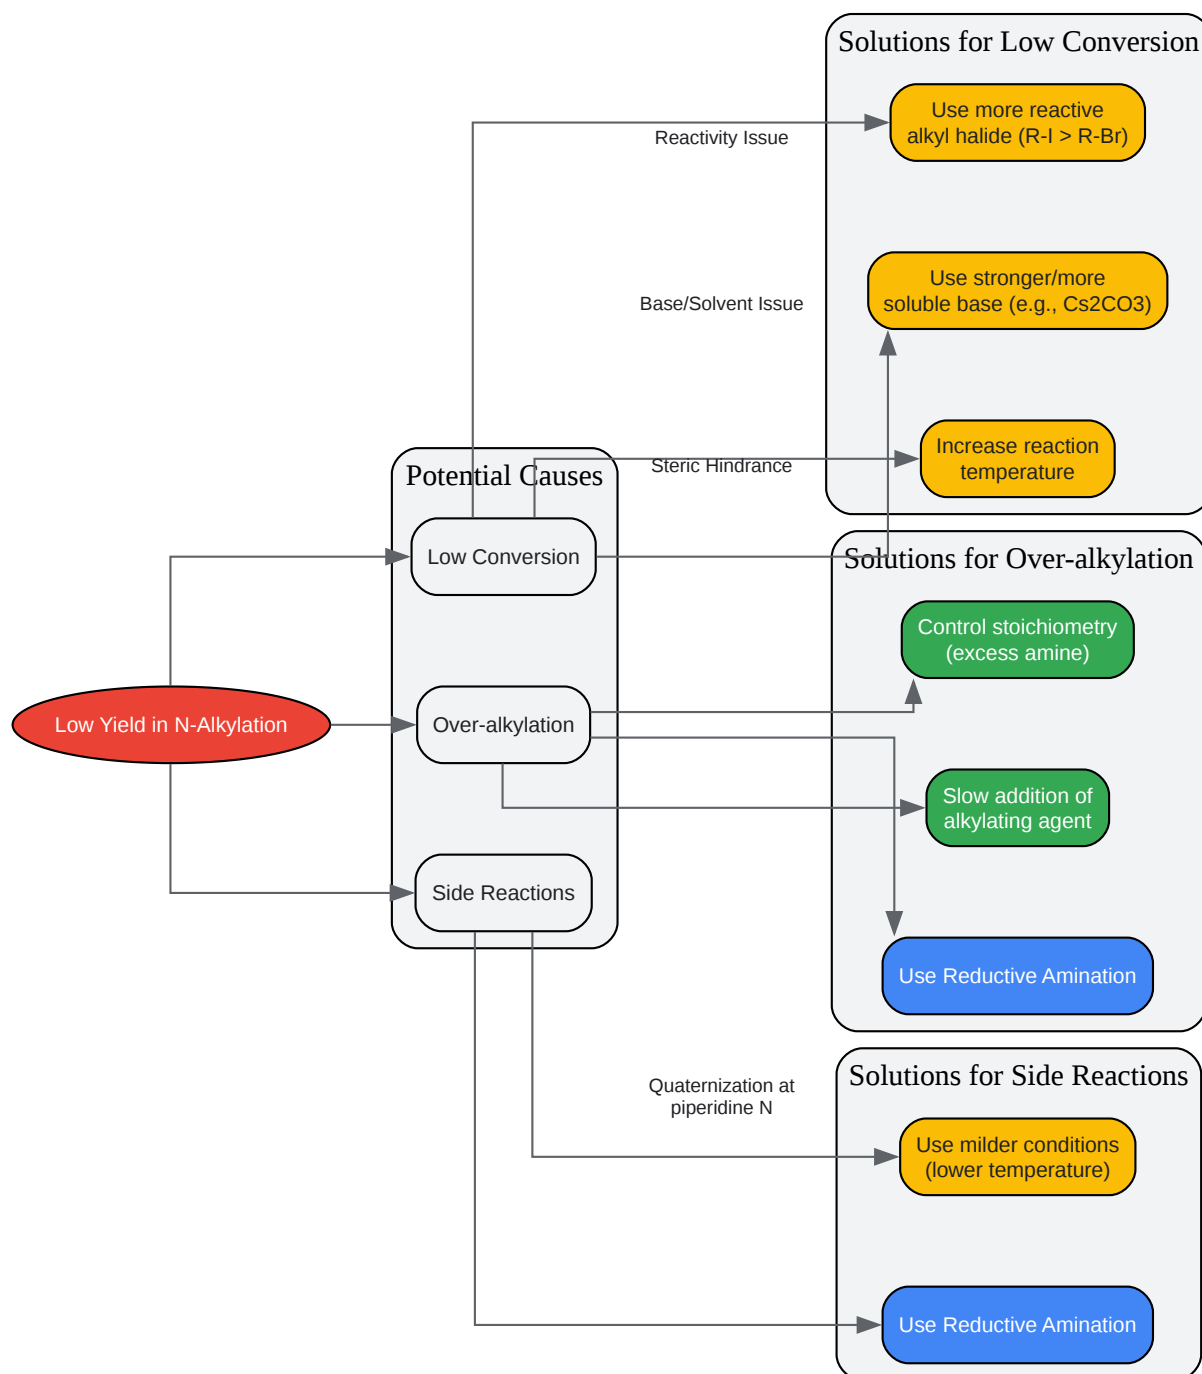 Solutions for Low Conversion
Use more reactive
alkyl halide (R-I > R-Br)
Reactivity Issue
Use stronger/more
soluble base (e.g., Cs2CO3)
Base/Solvent Issue
Increase reaction
temperature
Steric Hindrance
Potential Causes
Low Conversion
Solutions for Over-alkylation
Control stoichiometry
(excess amine)
Low Yield in N-Alkylation
Over-alkylation
Slow addition of
alkylating agent
Side Reactions
Use Reductive Amination
Solutions for Side Reactions
Quaternization at
piperidine N
Use milder conditions
(lower temperature)
Use Reductive Amination